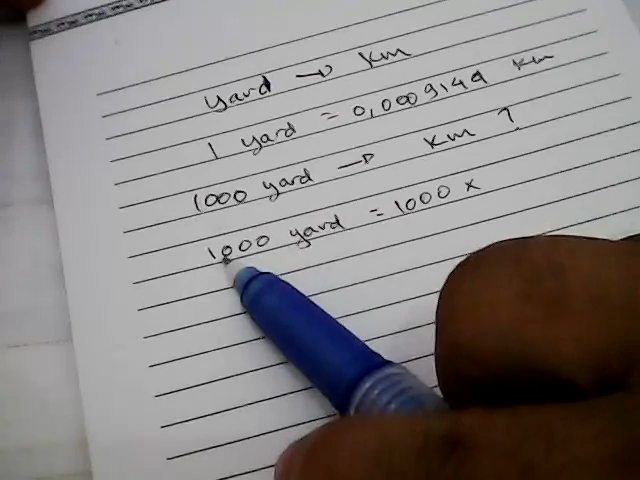 yard → km
1 yard = 0,0009144 km
1000 yard → km ?
1000 yard = 1000 x